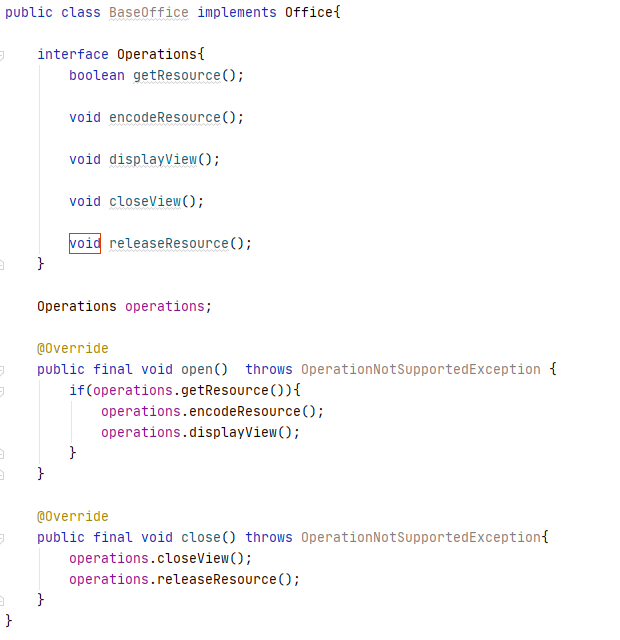 public class BaseOffice implements Office{
interface Operations{
boolean getResource();
void encodeResource();
void displayView();
void closeView();
void releaseResource();
}
Operations operations;
@Override
public final void open()  throws OperationNotSupportedException {
if(operations.getResource()){
operations.encodeResource();
operations.displayView();
}
}
@Override
public final void close() throws OperationNotSupportedException{
operations.closeView();
operations.releaseResource();
}
}